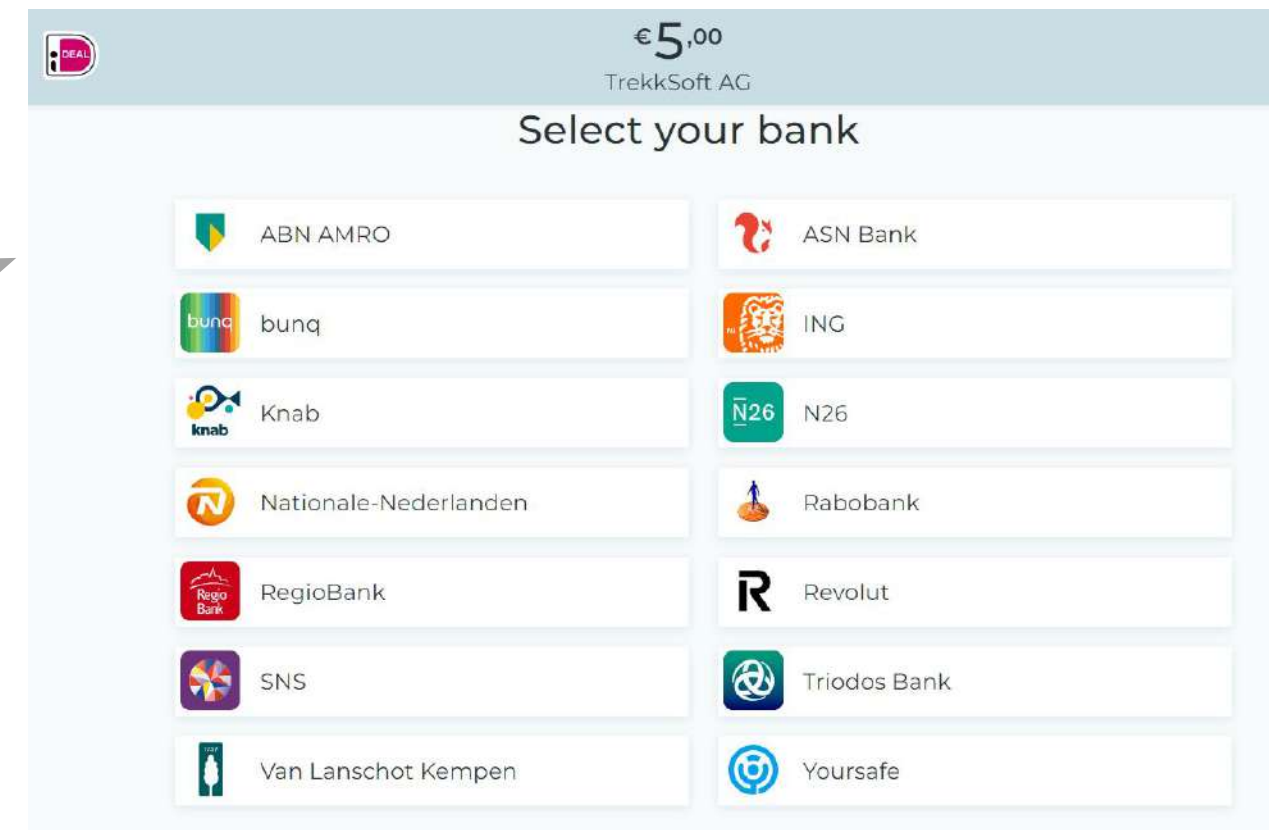 iDEAL
€5,00
TrekkSoft AG
Select your bank
ABN AMRO
ASN Bank
bunq bunq
NL ING
knab Knab
N26 N26
N Nationale-Nederlanden
Rabobank
Regio
Bank RegioBank
R Revolut
SNS
Triodos Bank
Van Lanschot Kempen
Yoursafe